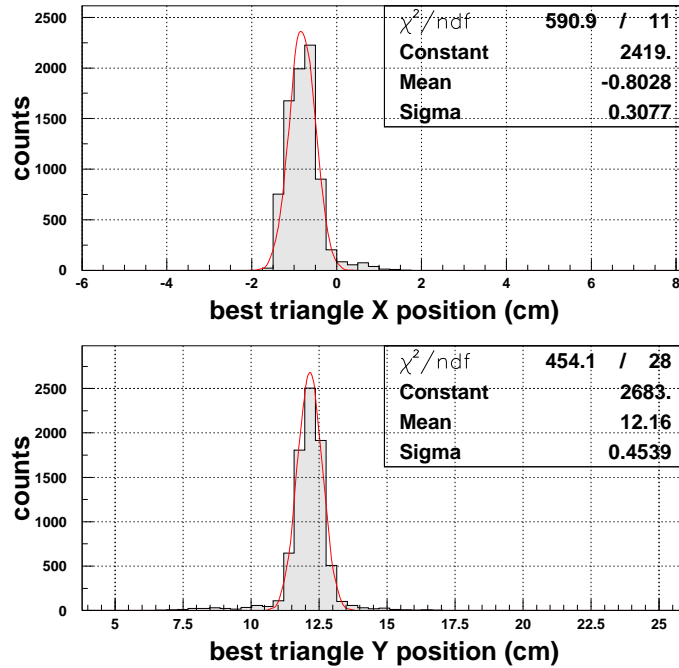 χ²/ndf 590.9 / 11
Constant 2419.
Mean -0.8028
Sigma 0.3077
2500
2000
1500
1000
500
0
counts
-6 -4 -2 0 2 4 6 8
best triangle X position (cm)
χ²/ndf 454.1 / 28
Constant 2683.
Mean 12.16
Sigma 0.4539
2500
2000
1500
1000
500
0
counts
5 7.5 10 12.5 15 17.5 20 22.5 25
best triangle Y position (cm)